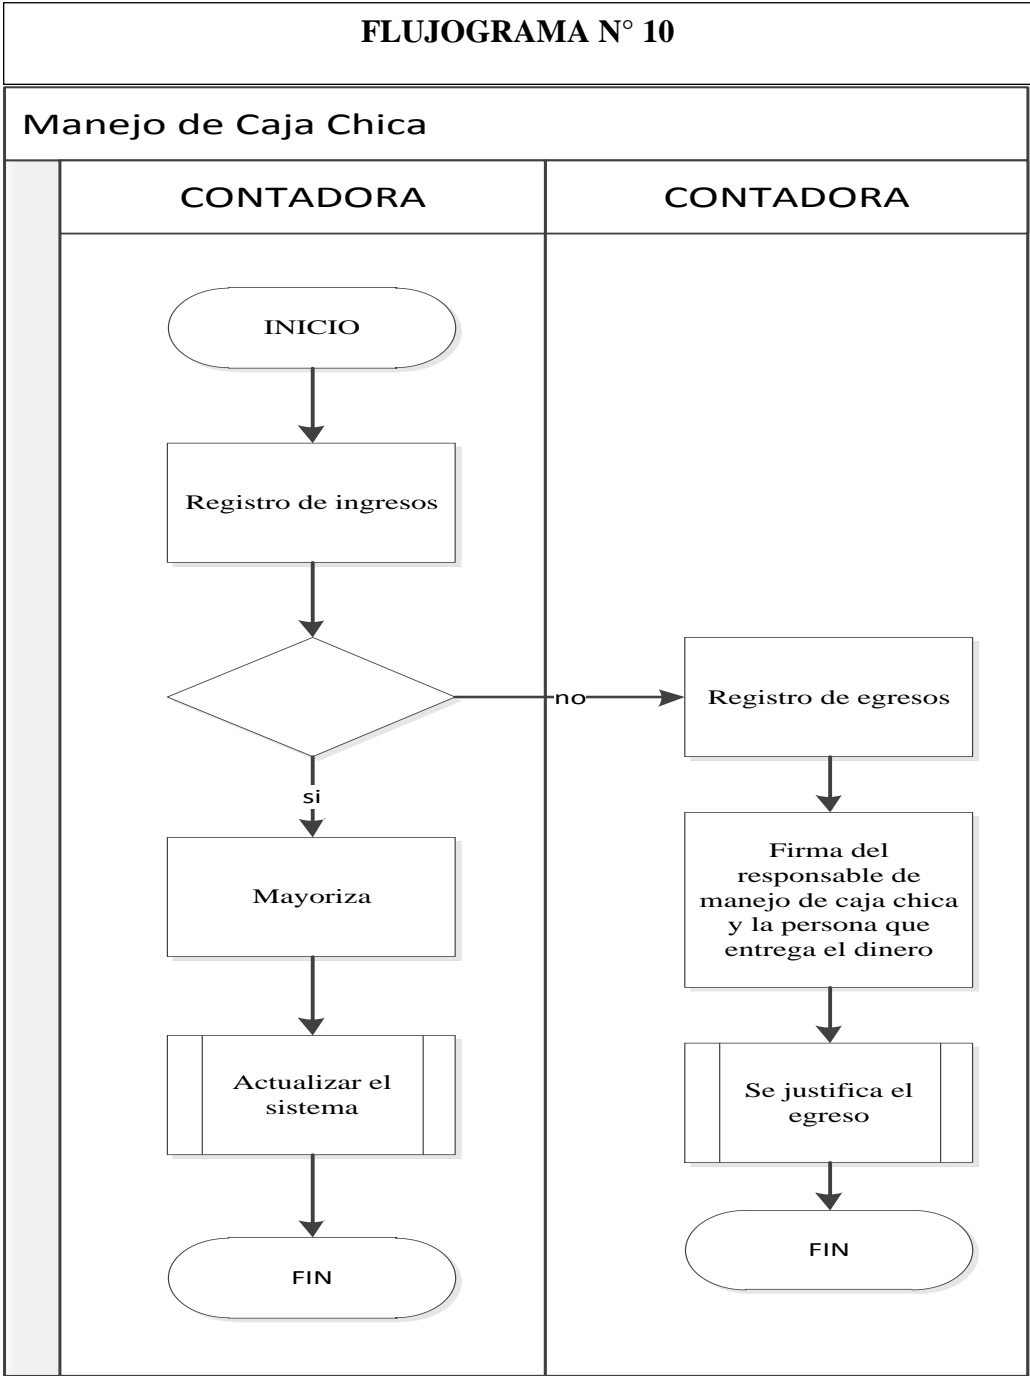 FLUJOGRAMA N° 10
Manejo de Caja Chica
CONTADORA
CONTADORA
INICIO
Registro de ingresos
no
Registro de egresos
si
Mayoriza
Firma del
responsable de
manejo de caja chica
y la persona que
entrega el dinero
Actualizar el
sistema
Se justifica el
egreso
FIN
FIN